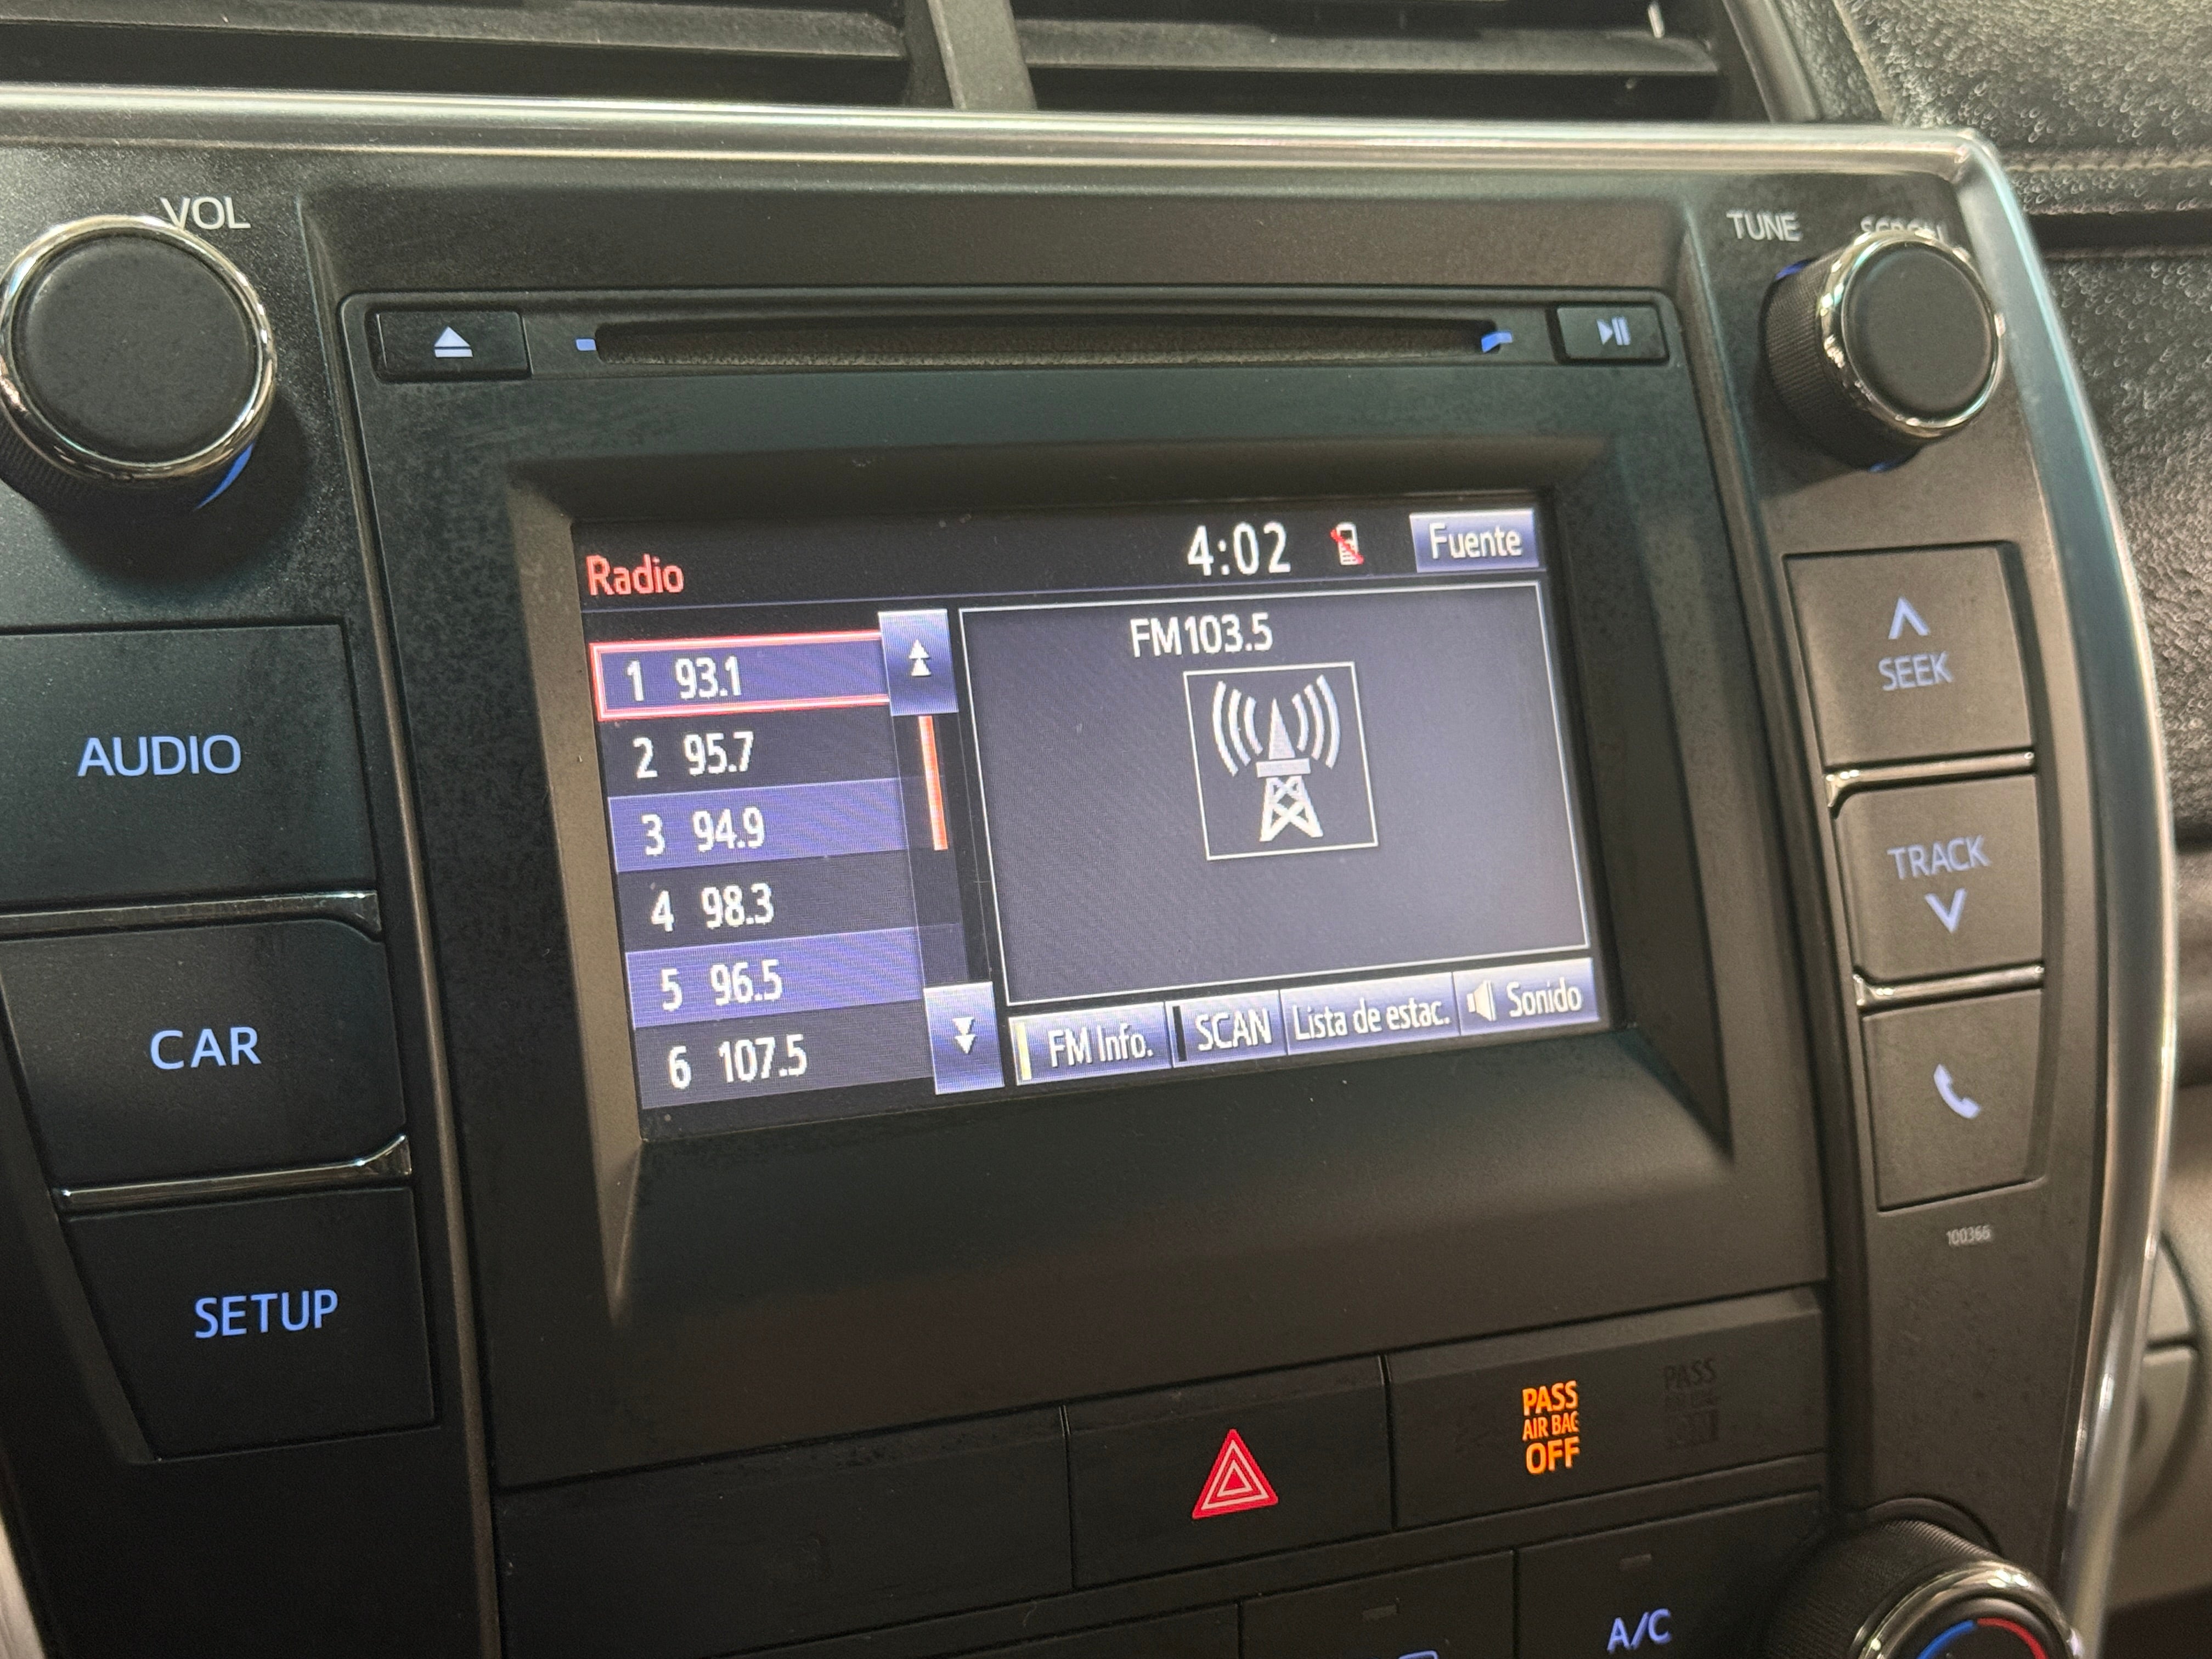 VOL
TUNE
Radio
4:02
Fuente
1 93.1
2 95.7
3 94.9
4 98.3
5 96.5
6 107.5
FM103.5
FM Info.
SCAN
Lista de estac.
Sonido
AUDIO
CAR
SETUP
SEEK
TRACK
100366
PASS
AIR BAG
OFF
PASS
A/C